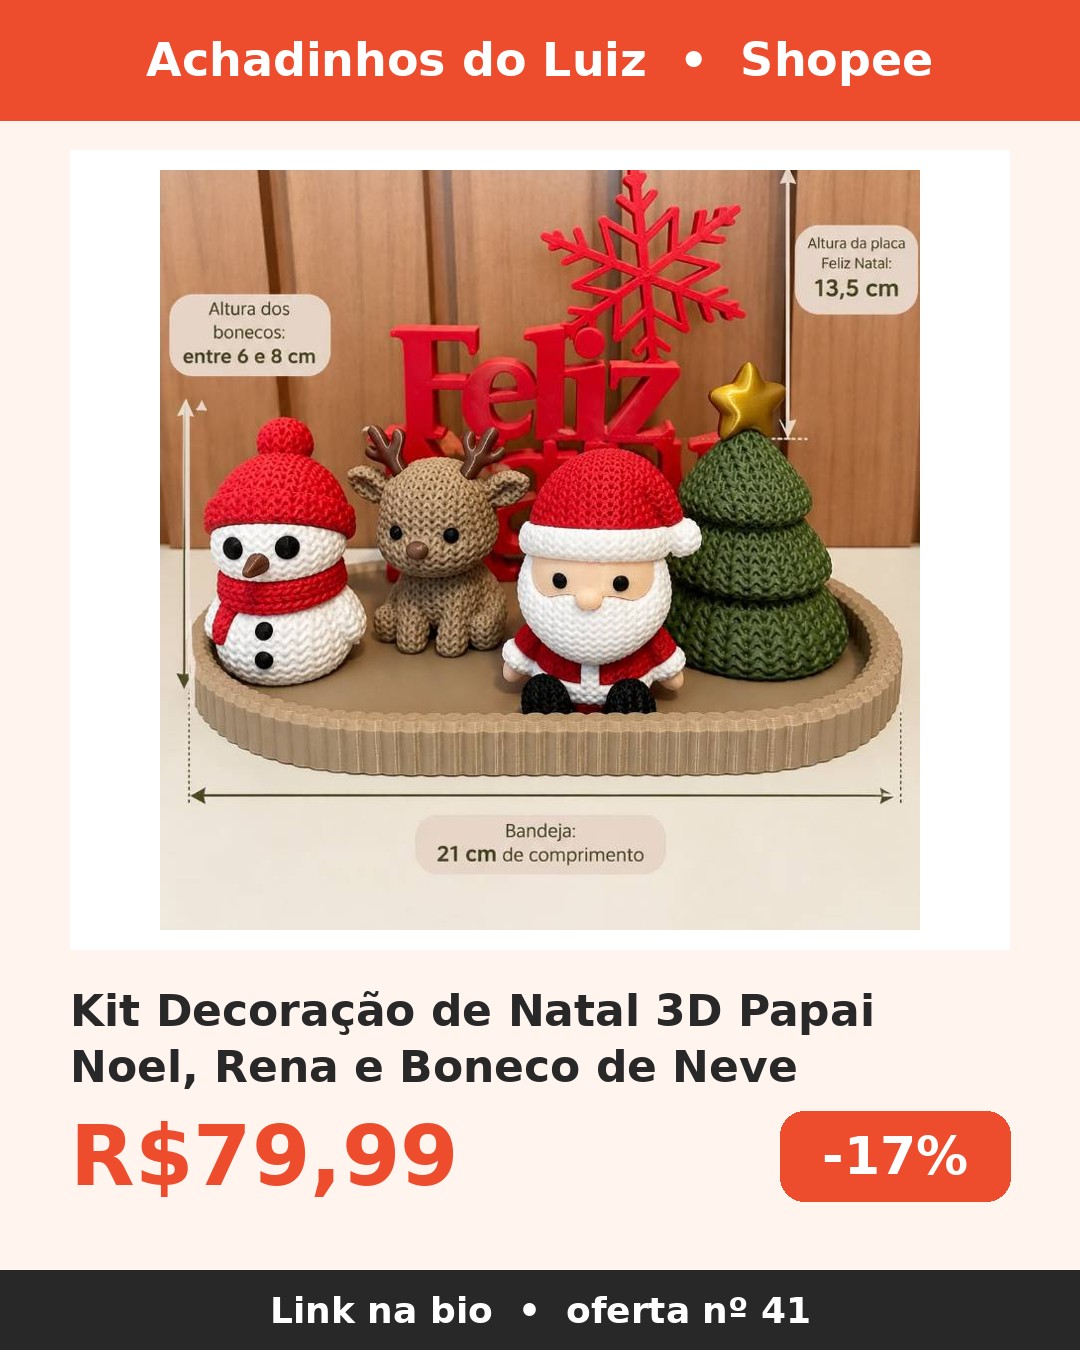 Achadinhos do Luiz • Shopee
Altura da placa
Feliz Natal:
13,5 cm
Altura dos
bonecos:
entre 6 e 8 cm
Feliz
Bandeja:
21 cm de comprimento
Kit Decoração de Natal 3D Papai
Noel, Rena e Boneco de Neve
R$79,99
-17%
Link na bio • oferta nº 41